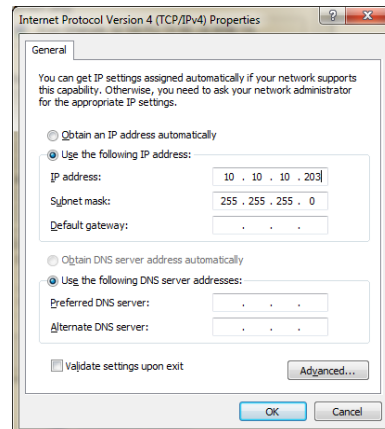 Internet Protocol Version 4 (TCP/IPv4) Properties
General
You can get IP settings assigned automatically if your network supports
this capability. Otherwise, you need to ask your network administrator
for the appropriate IP settings.
Obtain an IP address automatically
Use the following IP address:
IP address: 10 . 10 . 10 . 203
Subnet mask: 255 . 255 . 255 . 0
Default gateway: . . .
Obtain DNS server address automatically
Use the following DNS server addresses:
Preferred DNS server: . . .
Alternate DNS server: . . .
Validate settings upon exit
Advanced...
OK Cancel